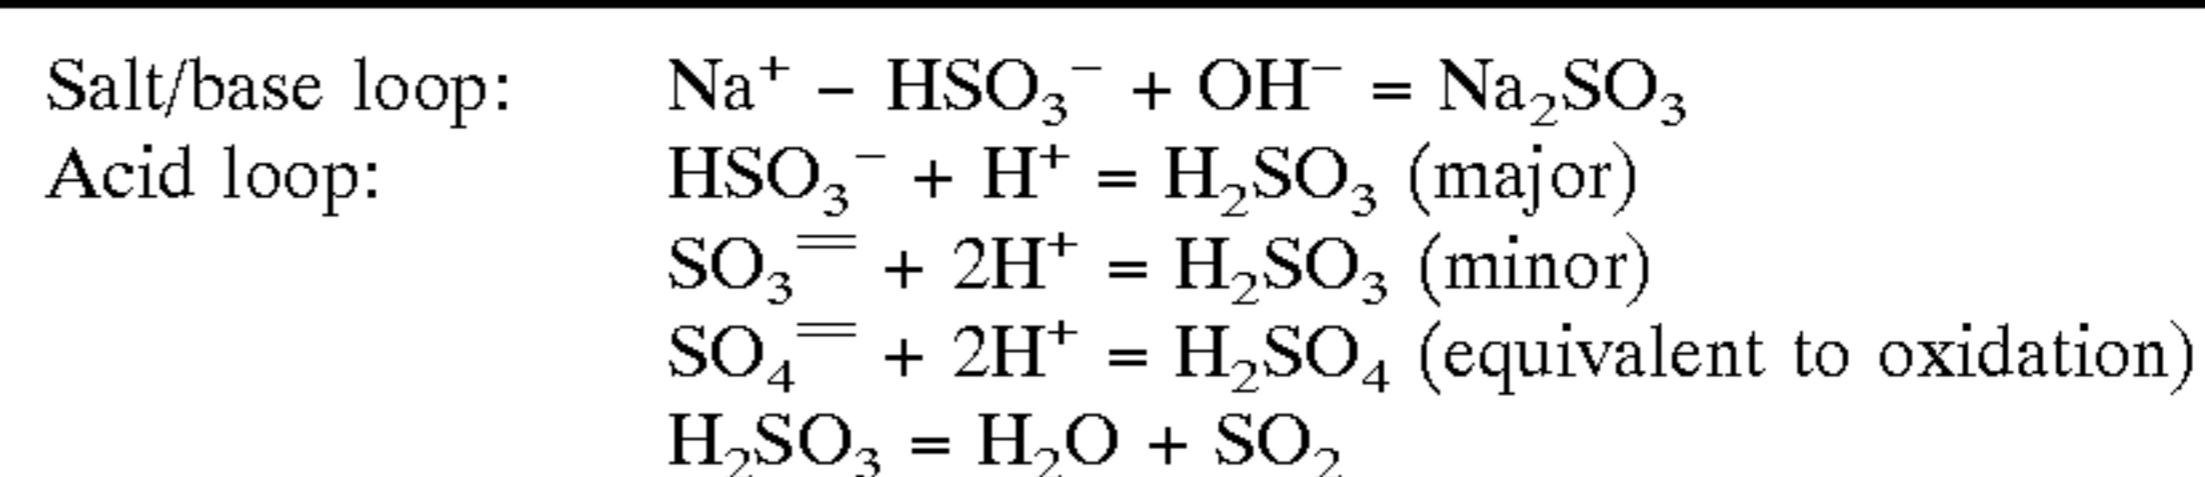 Salt/base loop: Na⁺ – HSO₃⁻ + OH⁻ = Na₂SO₃
Acid loop: HSO₃⁻ + H⁺ = H₂SO₃ (major)
SO₃⁼ + 2H⁺ = H₂SO₃ (minor)
SO₄⁼ + 2H⁺ = H₂SO₄ (equivalent to oxidation)
H₂SO₃ = H₂O + SO₂